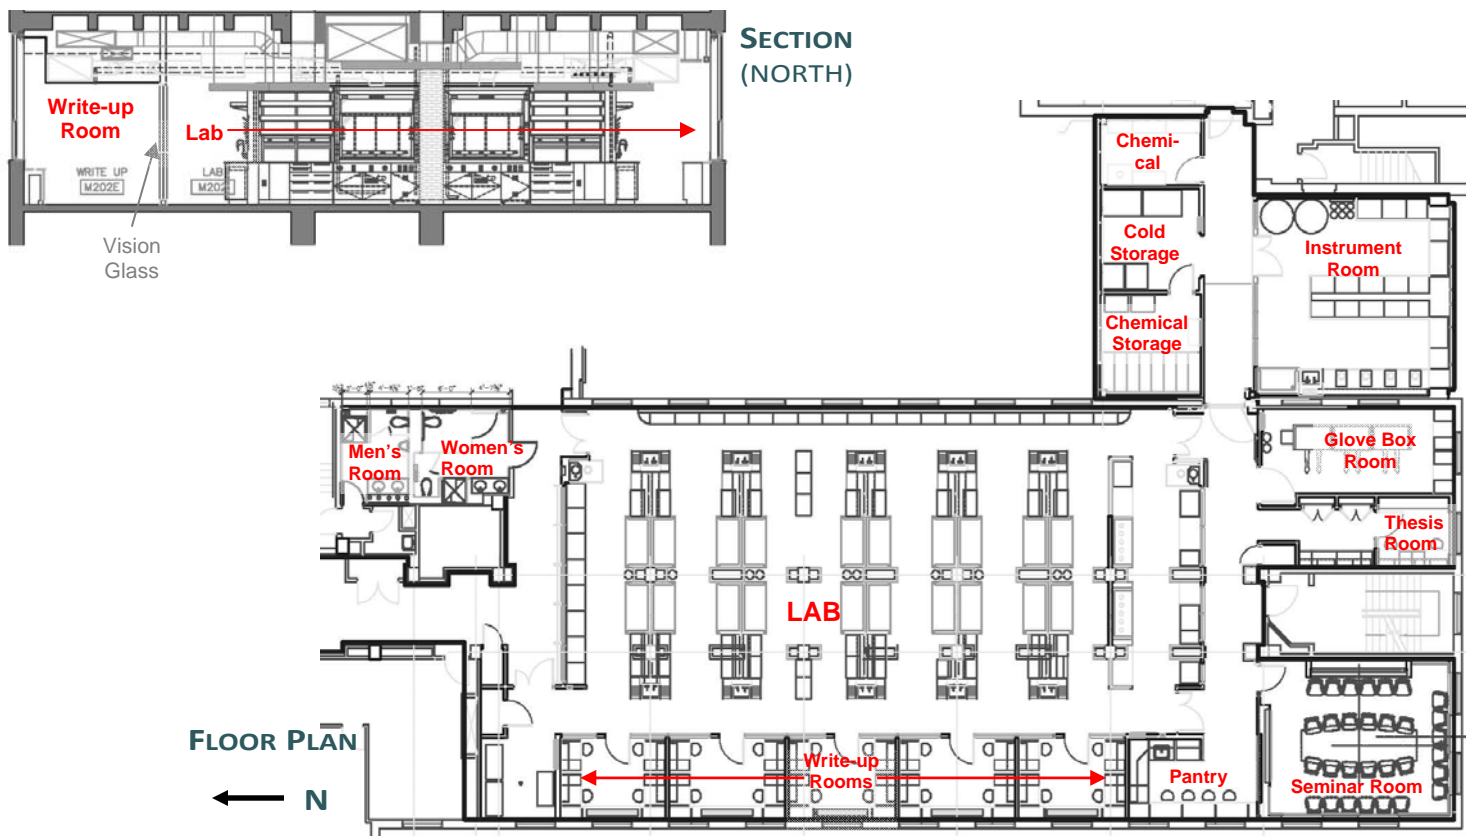 SECTION
(NORTH)
Write-up
Room
Lab
WRITE UP
M202E
LAB
M202
Vision
Glass
Chemi-
cal
Cold
Storage
Chemical
Storage
Instrument
Room
Men's
Room
Women's
Room
Glove Box
Room
Thesis
Room
LAB
FLOOR PLAN
N
Write-up
Rooms
Pantry
Seminar Room